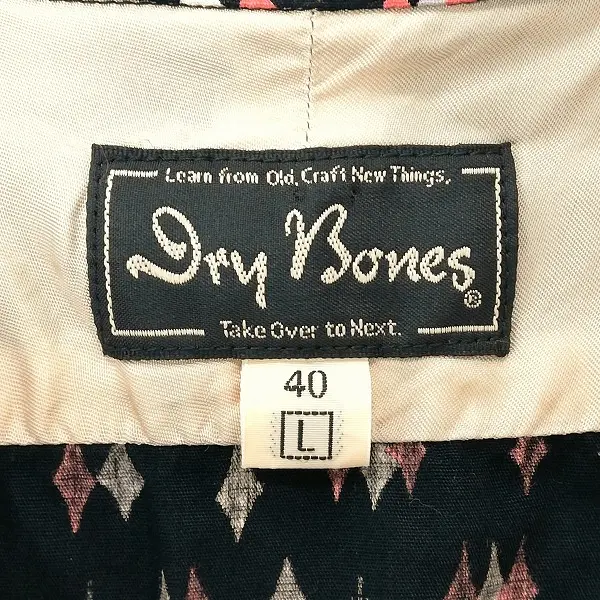 Learn from Old, Craft New Things,
Dry Bones®
Take Over to Next.
40
L